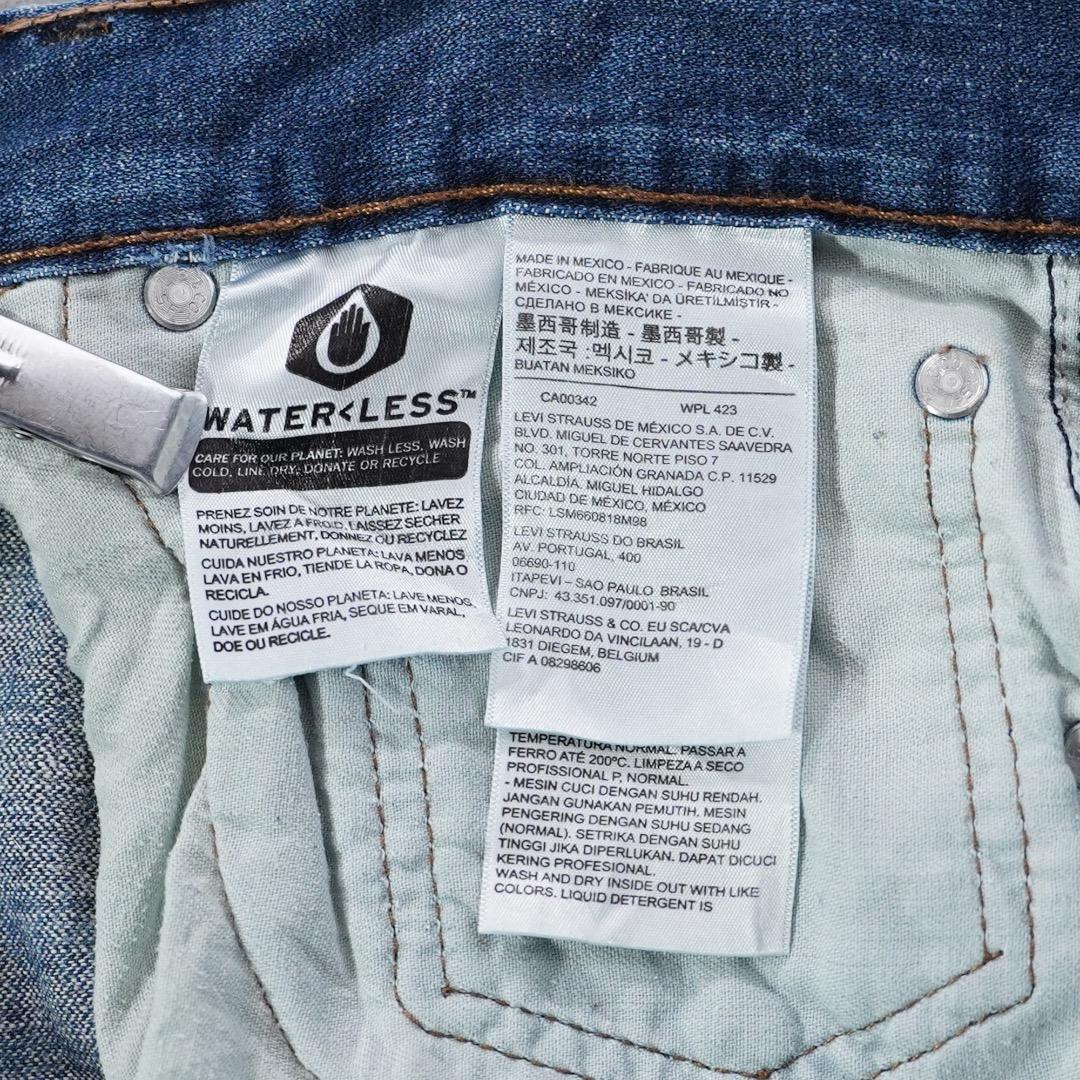 WATER<LESS™
CARE FOR OUR PLANET: WASH LESS, WASH
COLD, LINE DRY, DONATE OR RECYCLE
PRENEZ SOIN DE NOTRE PLANETE: LAVEZ
MOINS, LAVEZ A FROID, LAISSEZ SECHER
NATURELLEMENT, DONNEZ OU RECYCLEZ
CUIDA NUESTRO PLANETA: LAVA MENOS
LAVA EN FRIO, TIENDE LA ROPA, DONA O
RECICLA.
CUIDE DO NOSSO PLANETA: LAVE MENOS,
LAVE EM ÁGUA FRIA, SEQUE EM VARAL,
DOE OU RECICLE.
MADE IN MEXICO - FABRIQUE AU MEXIQUE -
FABRICADO EN MEXICO - FABRICADO NO
MÉXICO - MEKSİKA' DA ÜRETİLMİŞTİR -
СДЕЛАНО В МЕКСИКЕ -
墨西哥制造 - 墨西哥製 -
제조국 :멕시코 - メキシコ製 -
BUATAN MEKSIKO
CA00342 WPL 423
LEVI STRAUSS DE MÉXICO S.A. DE C.V.
BLVD. MIGUEL DE CERVANTES SAAVEDRA
NO. 301, TORRE NORTE PISO 7
COL. AMPLIACIÓN GRANADA C.P. 11529
ALCALDÍA. MIGUEL HIDALGO
CIUDAD DE MÉXICO, MÉXICO
RFC: LSM660818M98
LEVI STRAUSS DO BRASIL
AV. PORTUGAL, 400
06690-110
ITAPEVI – SAO PAULO BRASIL
CNPJ: 43.351.097/0001-90
LEVI STRAUSS & CO. EU SCA/CVA
LEONARDO DA VINCILAAN, 19 - D
1831 DIEGEM, BELGIUM
CIF A 08298606
TEMPERATURA NORMAL. PASSAR A
FERRO ATÉ 200ºC. LIMPEZA A SECO
PROFISSIONAL P, NORMAL.
- MESIN CUCI DENGAN SUHU RENDAH.
JANGAN GUNAKAN PEMUTIH. MESIN
PENGERING DENGAN SUHU SEDANG
(NORMAL). SETRIKA DENGAN SUHU
TINGGI JIKA DIPERLUKAN. DAPAT DICUCI
KERING PROFESIONAL.
WASH AND DRY INSIDE OUT WITH LIKE
COLORS. LIQUID DETERGENT IS